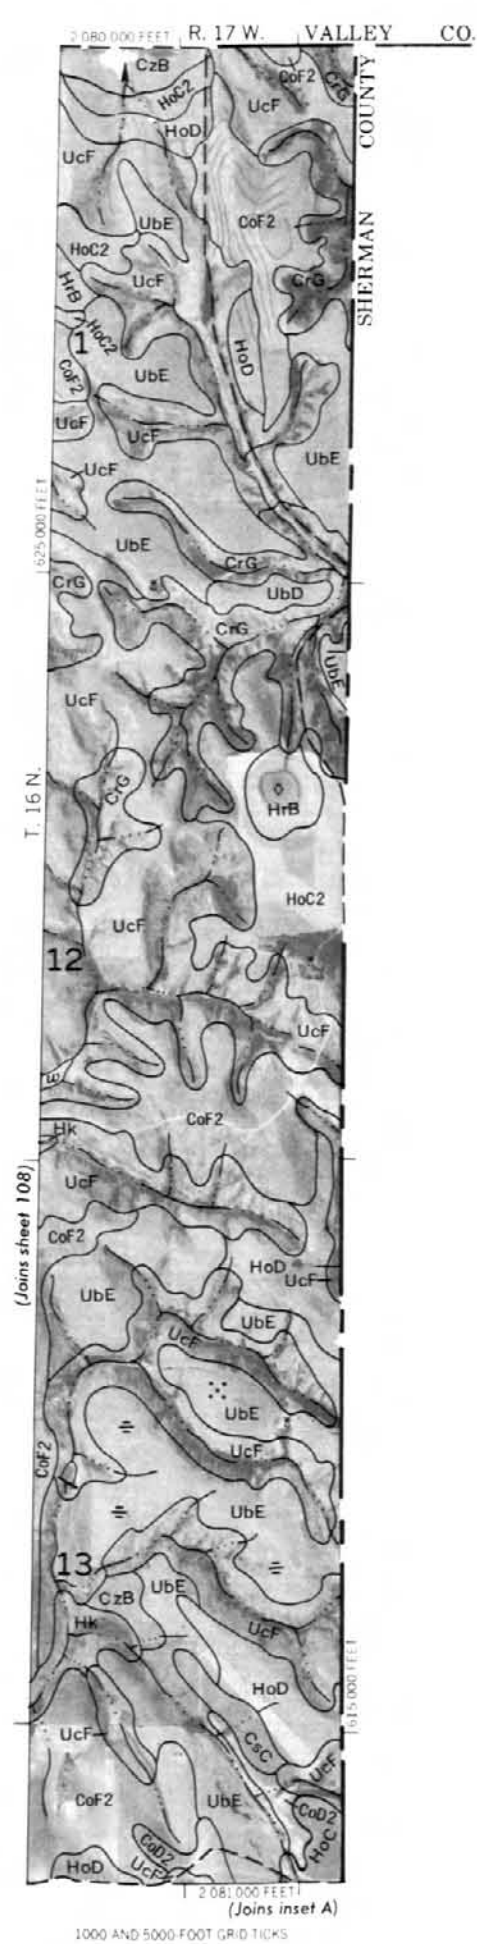 2 080 000 FEET R. 17 W. VALLEY CO.
CzB
CoF2
CrG
HoC2
UcF
HoD
UcF
SHERMAN COUNTY
UbE
CoF2
HoC2
UcF
CrG
HrB
HoC2
1
HoD
CoF2
UbE
UcF
UcF
UbE
UcF
625 000 FEET
UbE
CrG
CrG
UbD
CrG
UbE
UcF
CrG
HrB
T. 16 N.
HoC2
UcF
12
UcF
E
CoF2
Hk
UcF
(Joins sheet 108)
CoF2
HoD
UcF
UbE
UbE
UcF
UbE
UcF
CoF2
UbE
13
CzB
UbE
Hk
UcF
HoD
615 000 FEET
CsC
UcF
UcF
CoF2
UbE
CoD2
HoC
CoD2
HoD
UcF
2 081 000 FEET
(Joins inset A)
1000 AND 5000-FOOT GRID TICKS